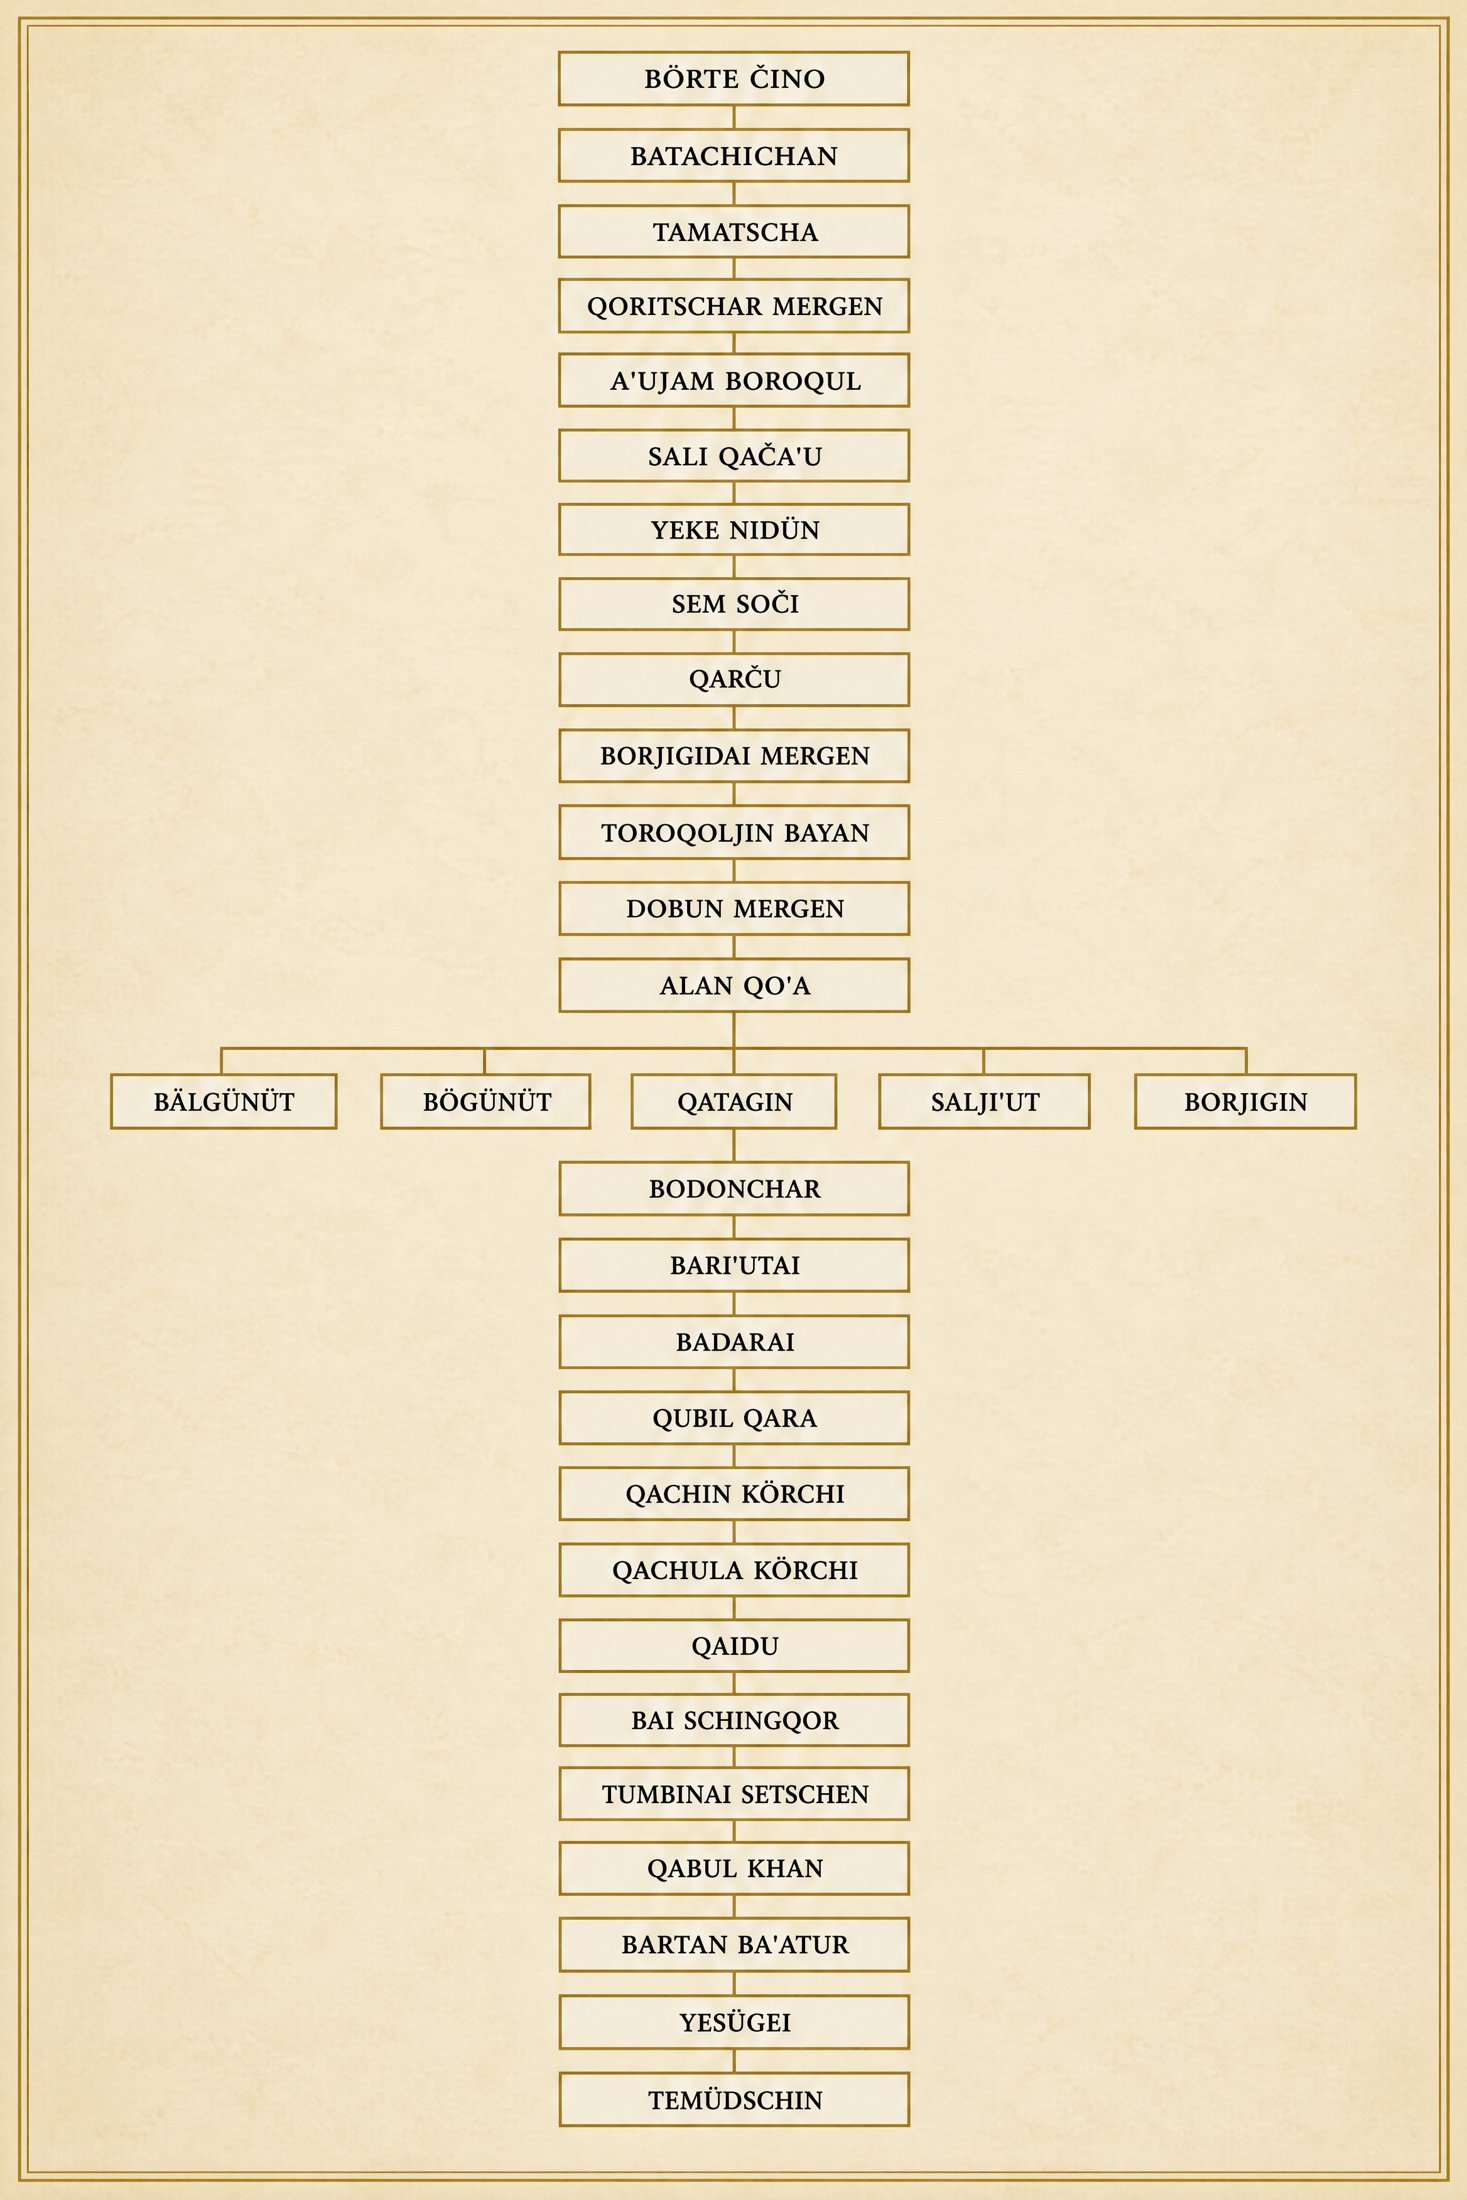 BÖRTE ČINO
BATACHICHAN
TAMATSCHA
QORITSCHAR MERGEN
A'UJAM BOROQUL
SALI QAČA'U
YEKE NIDÜN
SEM SOČI
QARČU
BORJIGIDAI MERGEN
TOROQOLJIN BAYAN
DOBUN MERGEN
ALAN QO'A
BÄLGÜNÜT
BÖGÜNÜT
QATAGIN
SALJI'UT
BORJIGIN
BODONCHAR
BARI'UTAI
BADARAI
QUBIL QARA
QACHIN KÖRCHI
QACHULA KÖRCHI
QAIDU
BAI SCHINGQOR
TUMBINAI SETSCHEN
QABUL KHAN
BARTAN BA'ATUR
YESÜGEI
TEMÜDSCHIN